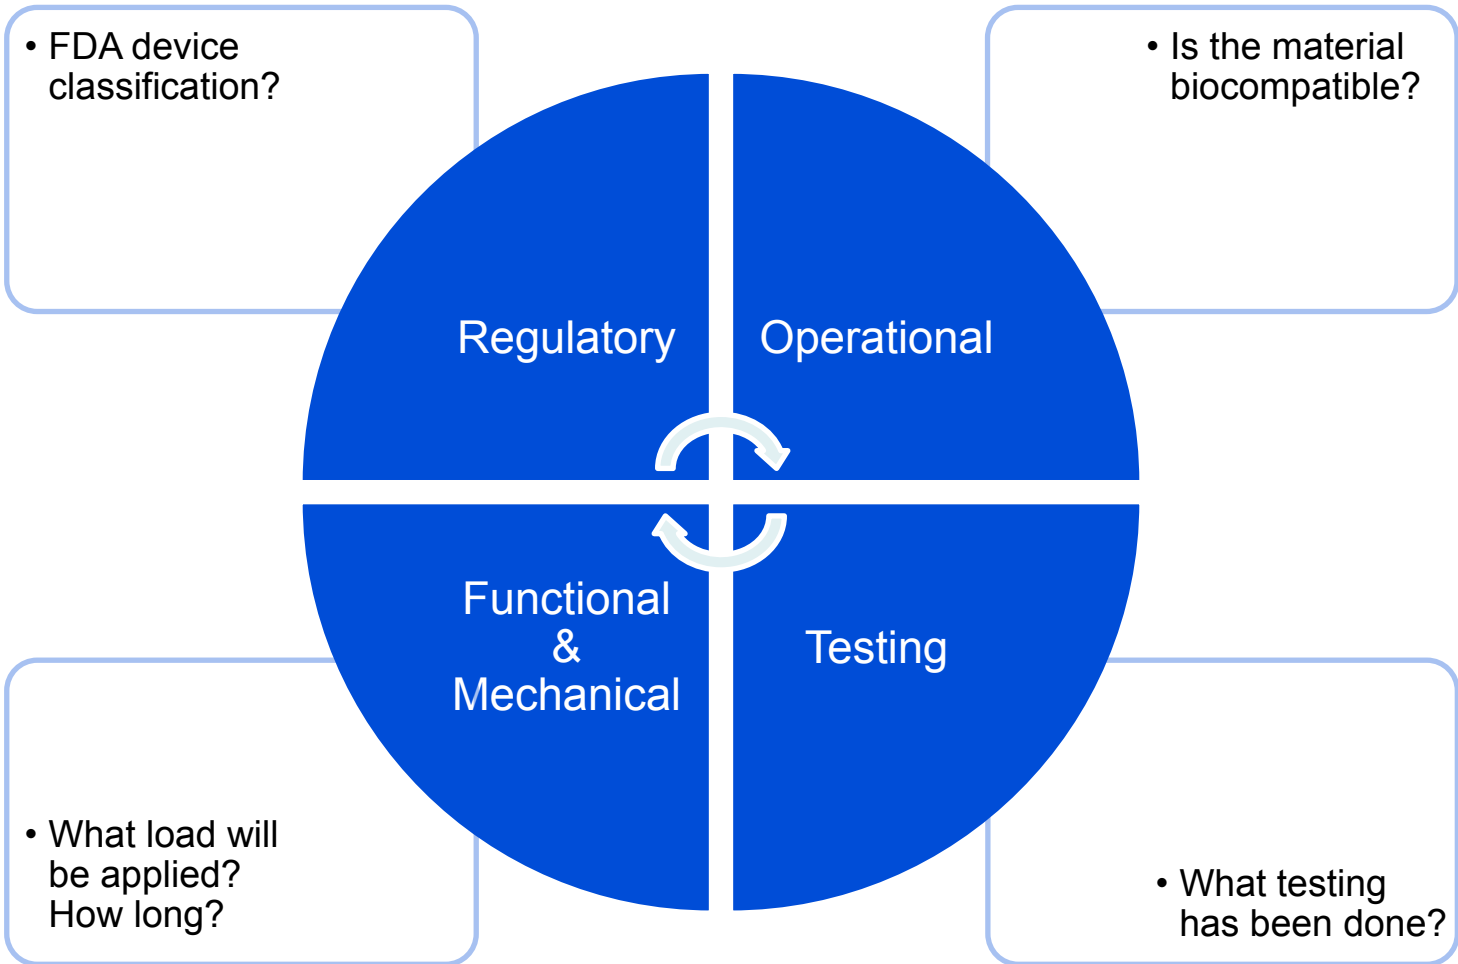 • FDA device
classification?
• Is the material
biocompatible?
Regulatory
Operational
Functional
&
Mechanical
Testing
• What load will
be applied?
How long?
• What testing
has been done?